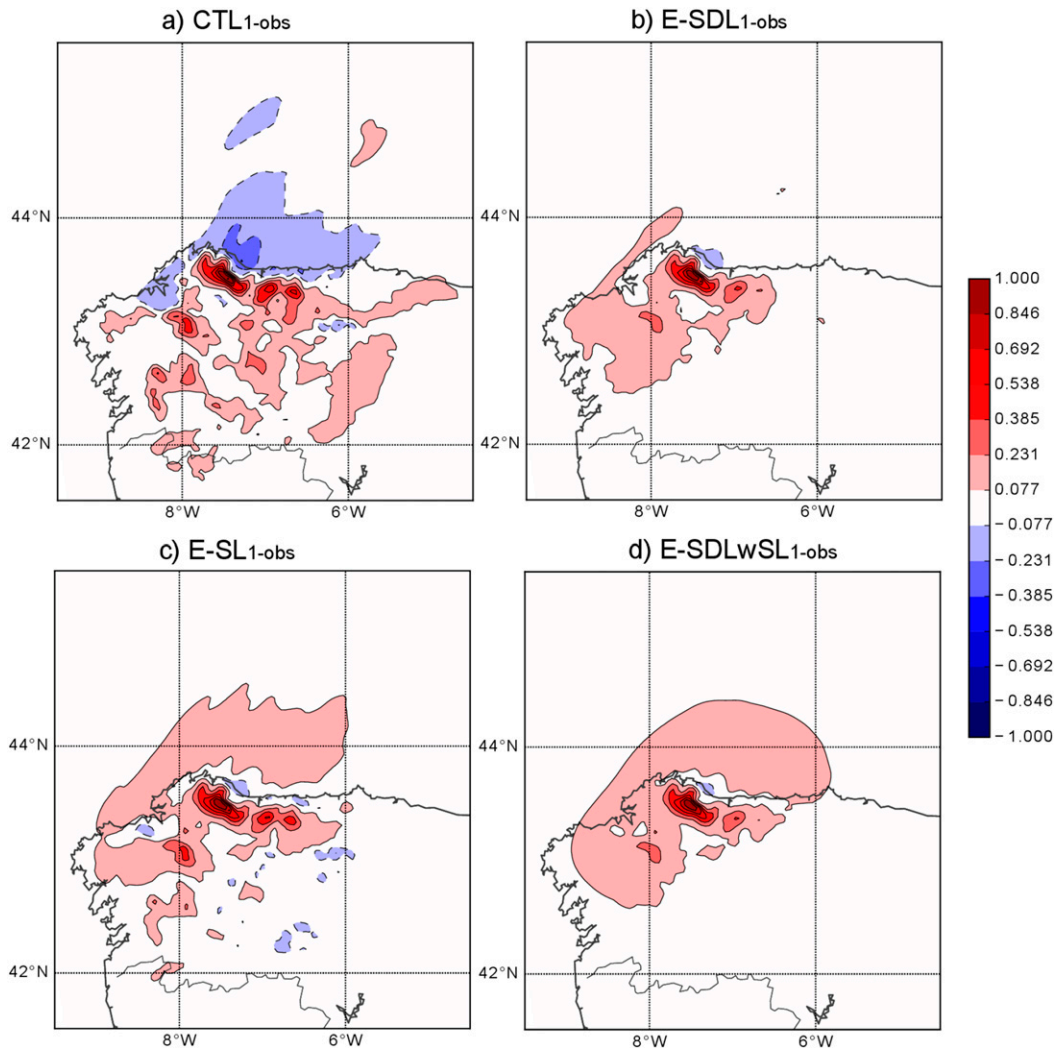 a) CTL1-obs
b) E-SDL1-obs
44°N
44°N
42°N
42°N
8°W
6°W
8°W
6°W
1.000
0.846
0.692
0.538
0.385
0.231
0.077
−0.077
−0.231
−0.385
−0.538
−0.692
−0.846
−1.000
c) E-SL1-obs
d) E-SDLwSL1-obs
44°N
44°N
42°N
42°N
8°W
6°W
8°W
6°W